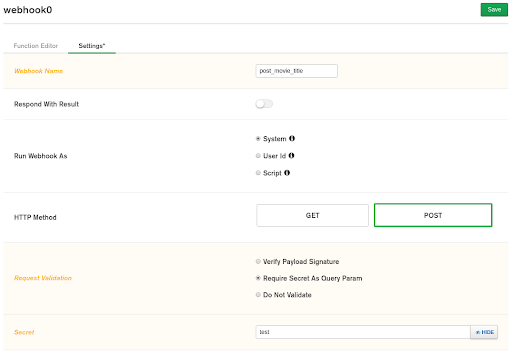 webhook0
Save
Function Editor
Settings*
Webhook Name
post_movie_title
Respond With Result
Run Webhook As
System
User Id
Script
HTTP Method
GET
POST
Request Validation
Verify Payload Signature
Require Secret As Query Param
Do Not Validate
Secret
test
HIDE